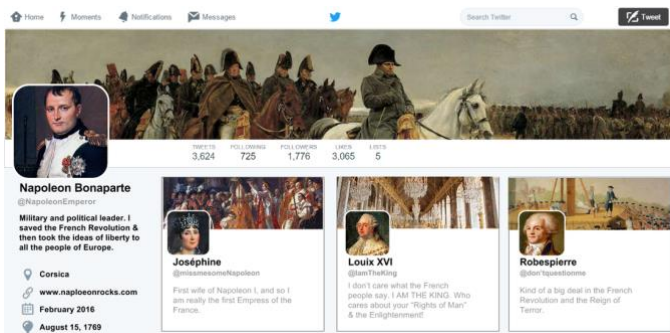 Home Moments Notifications Messages Search Twitter Tweet
TWEETS FOLLOWING FOLLOWERS LIKES LISTS
3,624 725 1,776 3,065 5
Napoleon Bonaparte
@NapoleonEmperor
Military and political leader. I
saved the French Revolution &
then took the ideas of liberty to
all the people of Europe.
Corsica
www.naploeonrocks.com
February 2016
August 15, 1769
Joséphine
@missmesomeNapoleon
First wife of Napoleon I, and so I
am really the first Empress of the
France.
Louix XVI
@IamTheKing
I don't care what the French
people say. I AM THE KING. Who
cares about your "Rights of Man"
& the Enlightenment!
Robespierre
@don'tquestionme
Kind of a big deal in the French
Revolution and the Reign of
Terror.